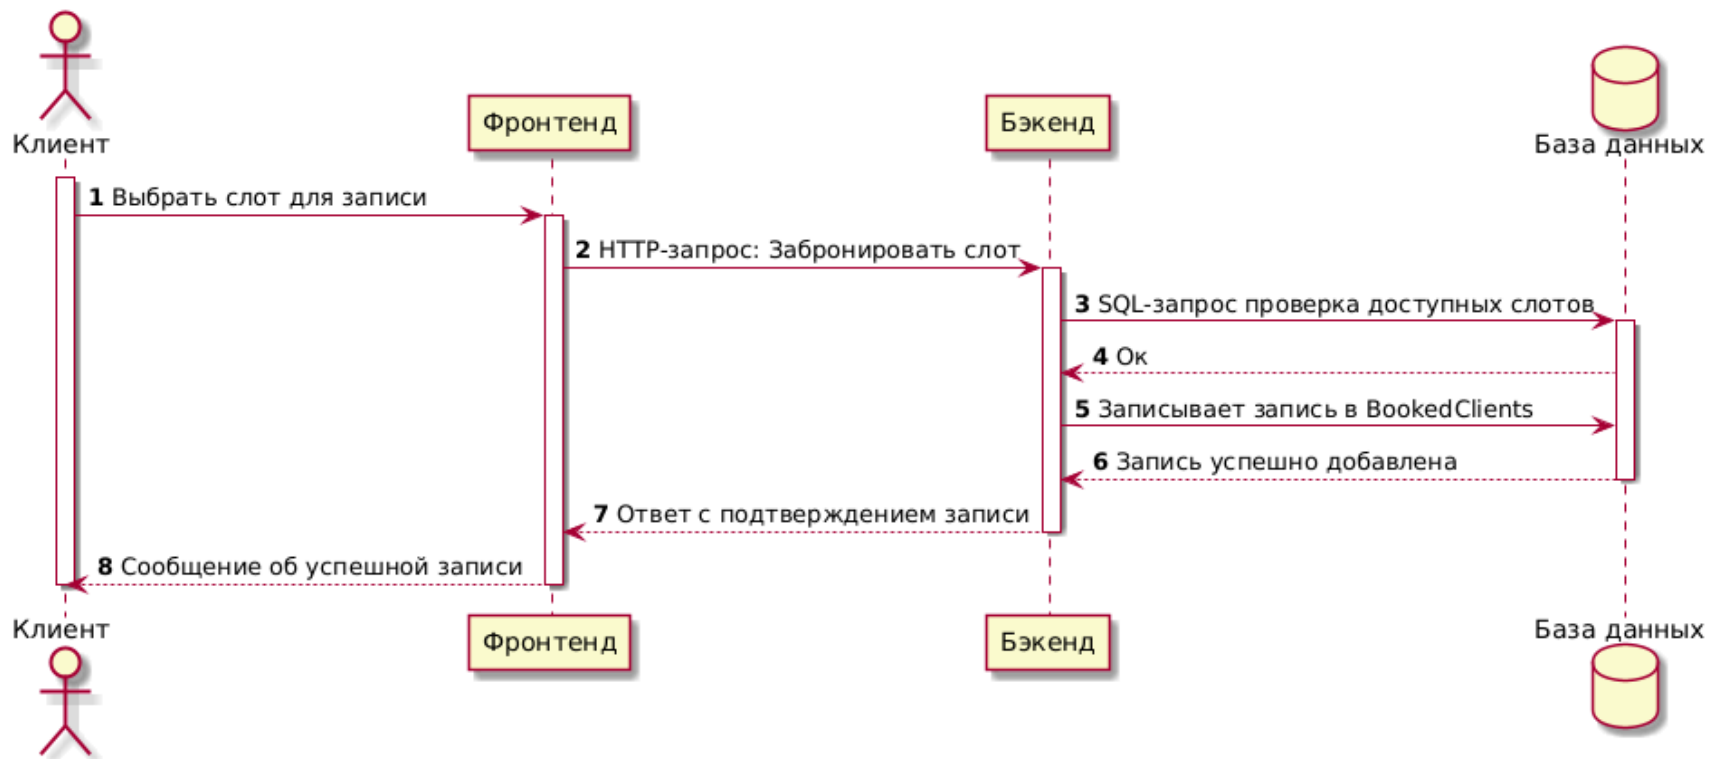 Клиент
Фронтенд
Бэкенд
База данных
1 Выбрать слот для записи
2 HTTP-запрос: Забронировать слот
3 SQL-запрос проверка доступных слотов
4 Ок
5 Записывает запись в BookedClients
6 Запись успешно добавлена
7 Ответ с подтверждением записи
8 Сообщение об успешной записи
Клиент
Фронтенд
Бэкенд
База данных